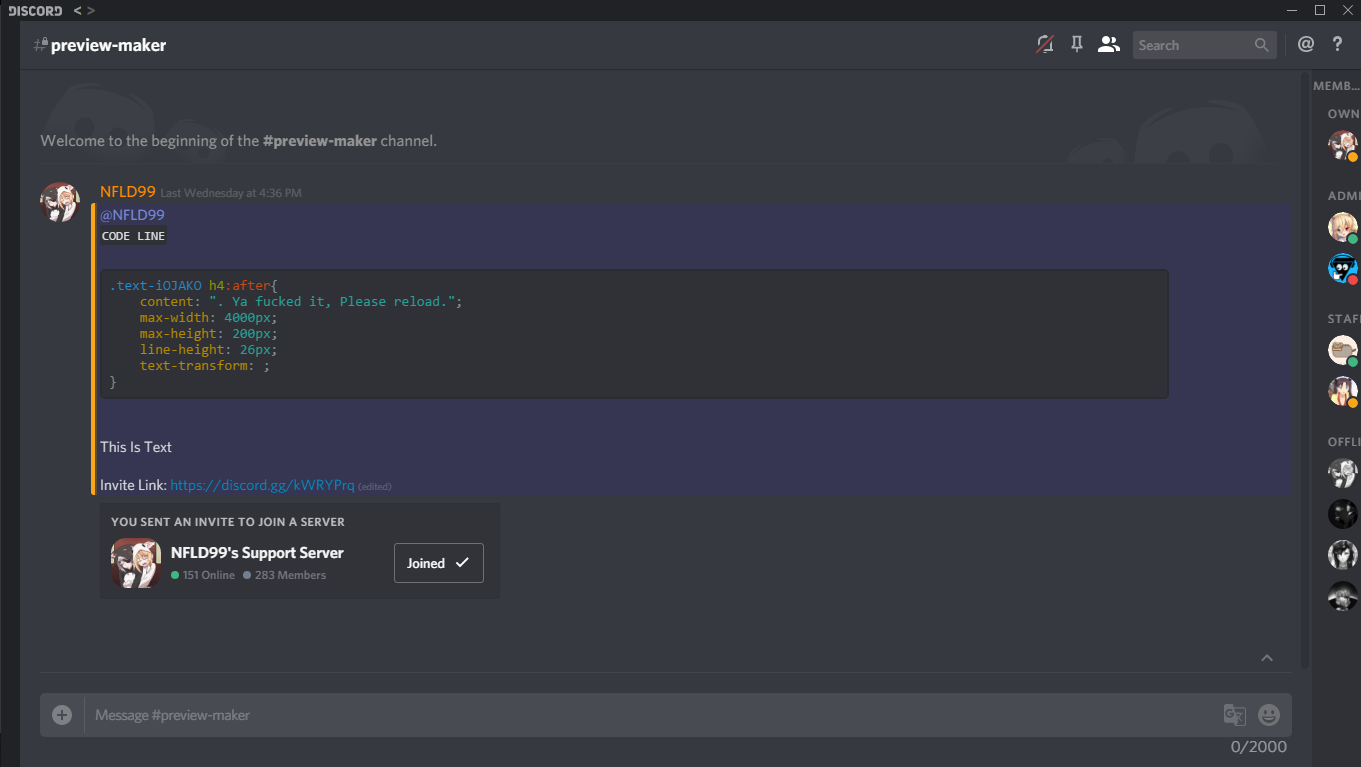 DISCORD < >
#preview-maker
Search
@ ?
MEMB...
OWN
ADMI
STAFF
OFFLI
Welcome to the beginning of the #preview-maker channel.
NFLD99 Last Wednesday at 4:36 PM
@NFLD99
CODE LINE
.text-iOJAKO h4:after{
    content: ". Ya fucked it, Please reload.";
    max-width: 4000px;
    max-height: 200px;
    line-height: 26px;
    text-transform: ;
}
This Is Text
Invite Link: https://discord.gg/kWRYPrq (edited)
YOU SENT AN INVITE TO JOIN A SERVER
NFLD99's Support Server
151 Online 283 Members
Joined
Message #preview-maker
0/2000